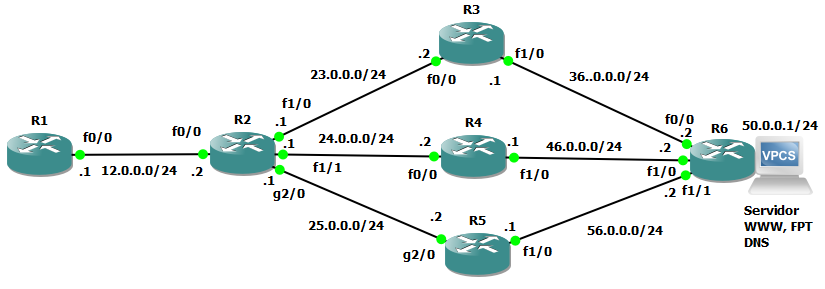 R3
.2
f1/0
23.0.0.0/24
f0/0
.1
36..0.0.0/24
f1/0
R1
f0/0
f0/0
R2
.1
f0/0
.2
R6
50.0.0.1/24
.1
24.0.0.0/24
.2
R4
.1
46.0.0.0/24
.2
VPCS
.1
12.0.0.0/24
.2
.1
f1/1
f0/0
f1/0
f1/0
f1/1
.2
g2/0
25.0.0.0/24
.2
R5
.1
56.0.0.0/24
g2/0
f1/0
Servidor
WWW, FPT
DNS